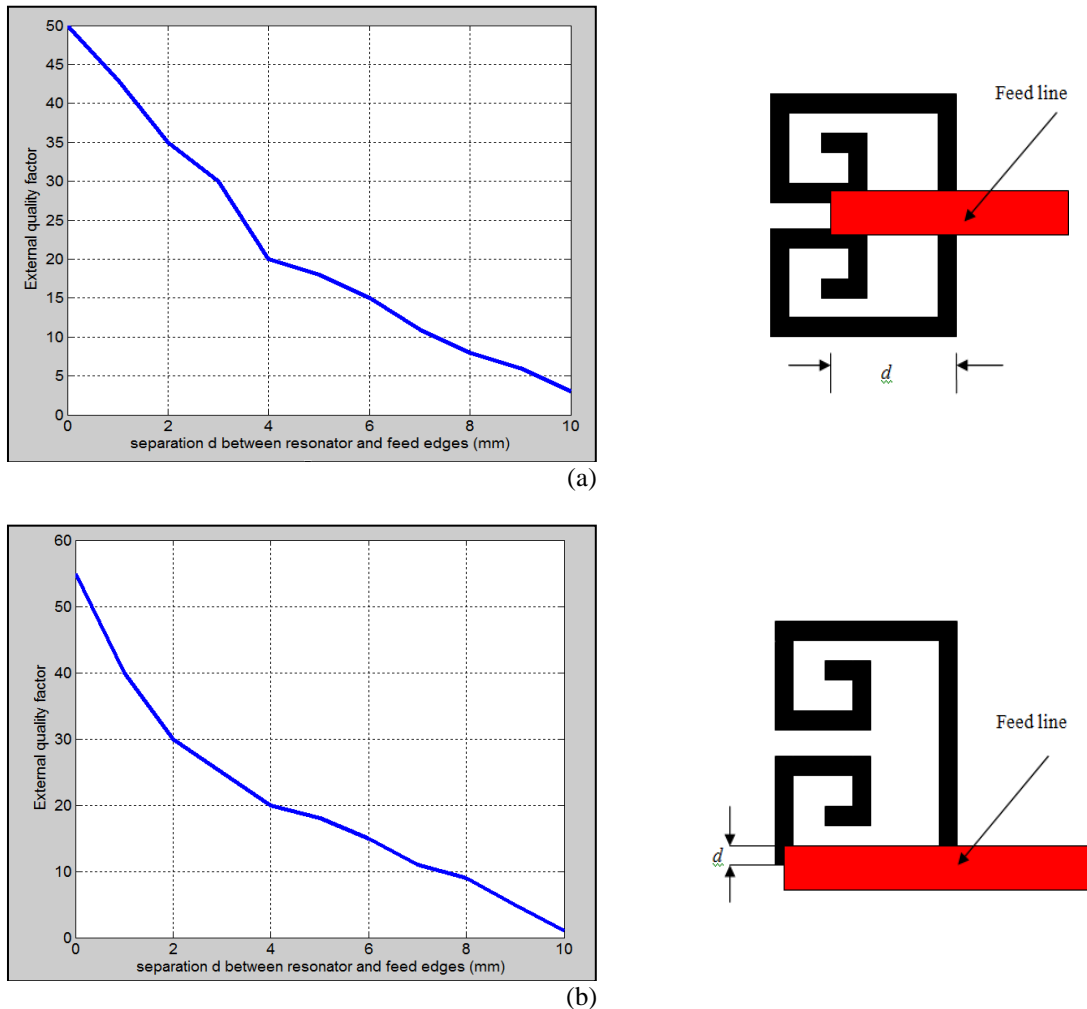 50
45
40
35
30
25
20
15
10
5
0
External quality factor
0 2 4 6 8 10
separation d between resonator and feed edges (mm)
Feed line
d
(a)
60
50
40
30
20
10
0
External quality factor
0 2 4 6 8 10
separation d between resonator and feed edges (mm)
Feed line
d
(b)